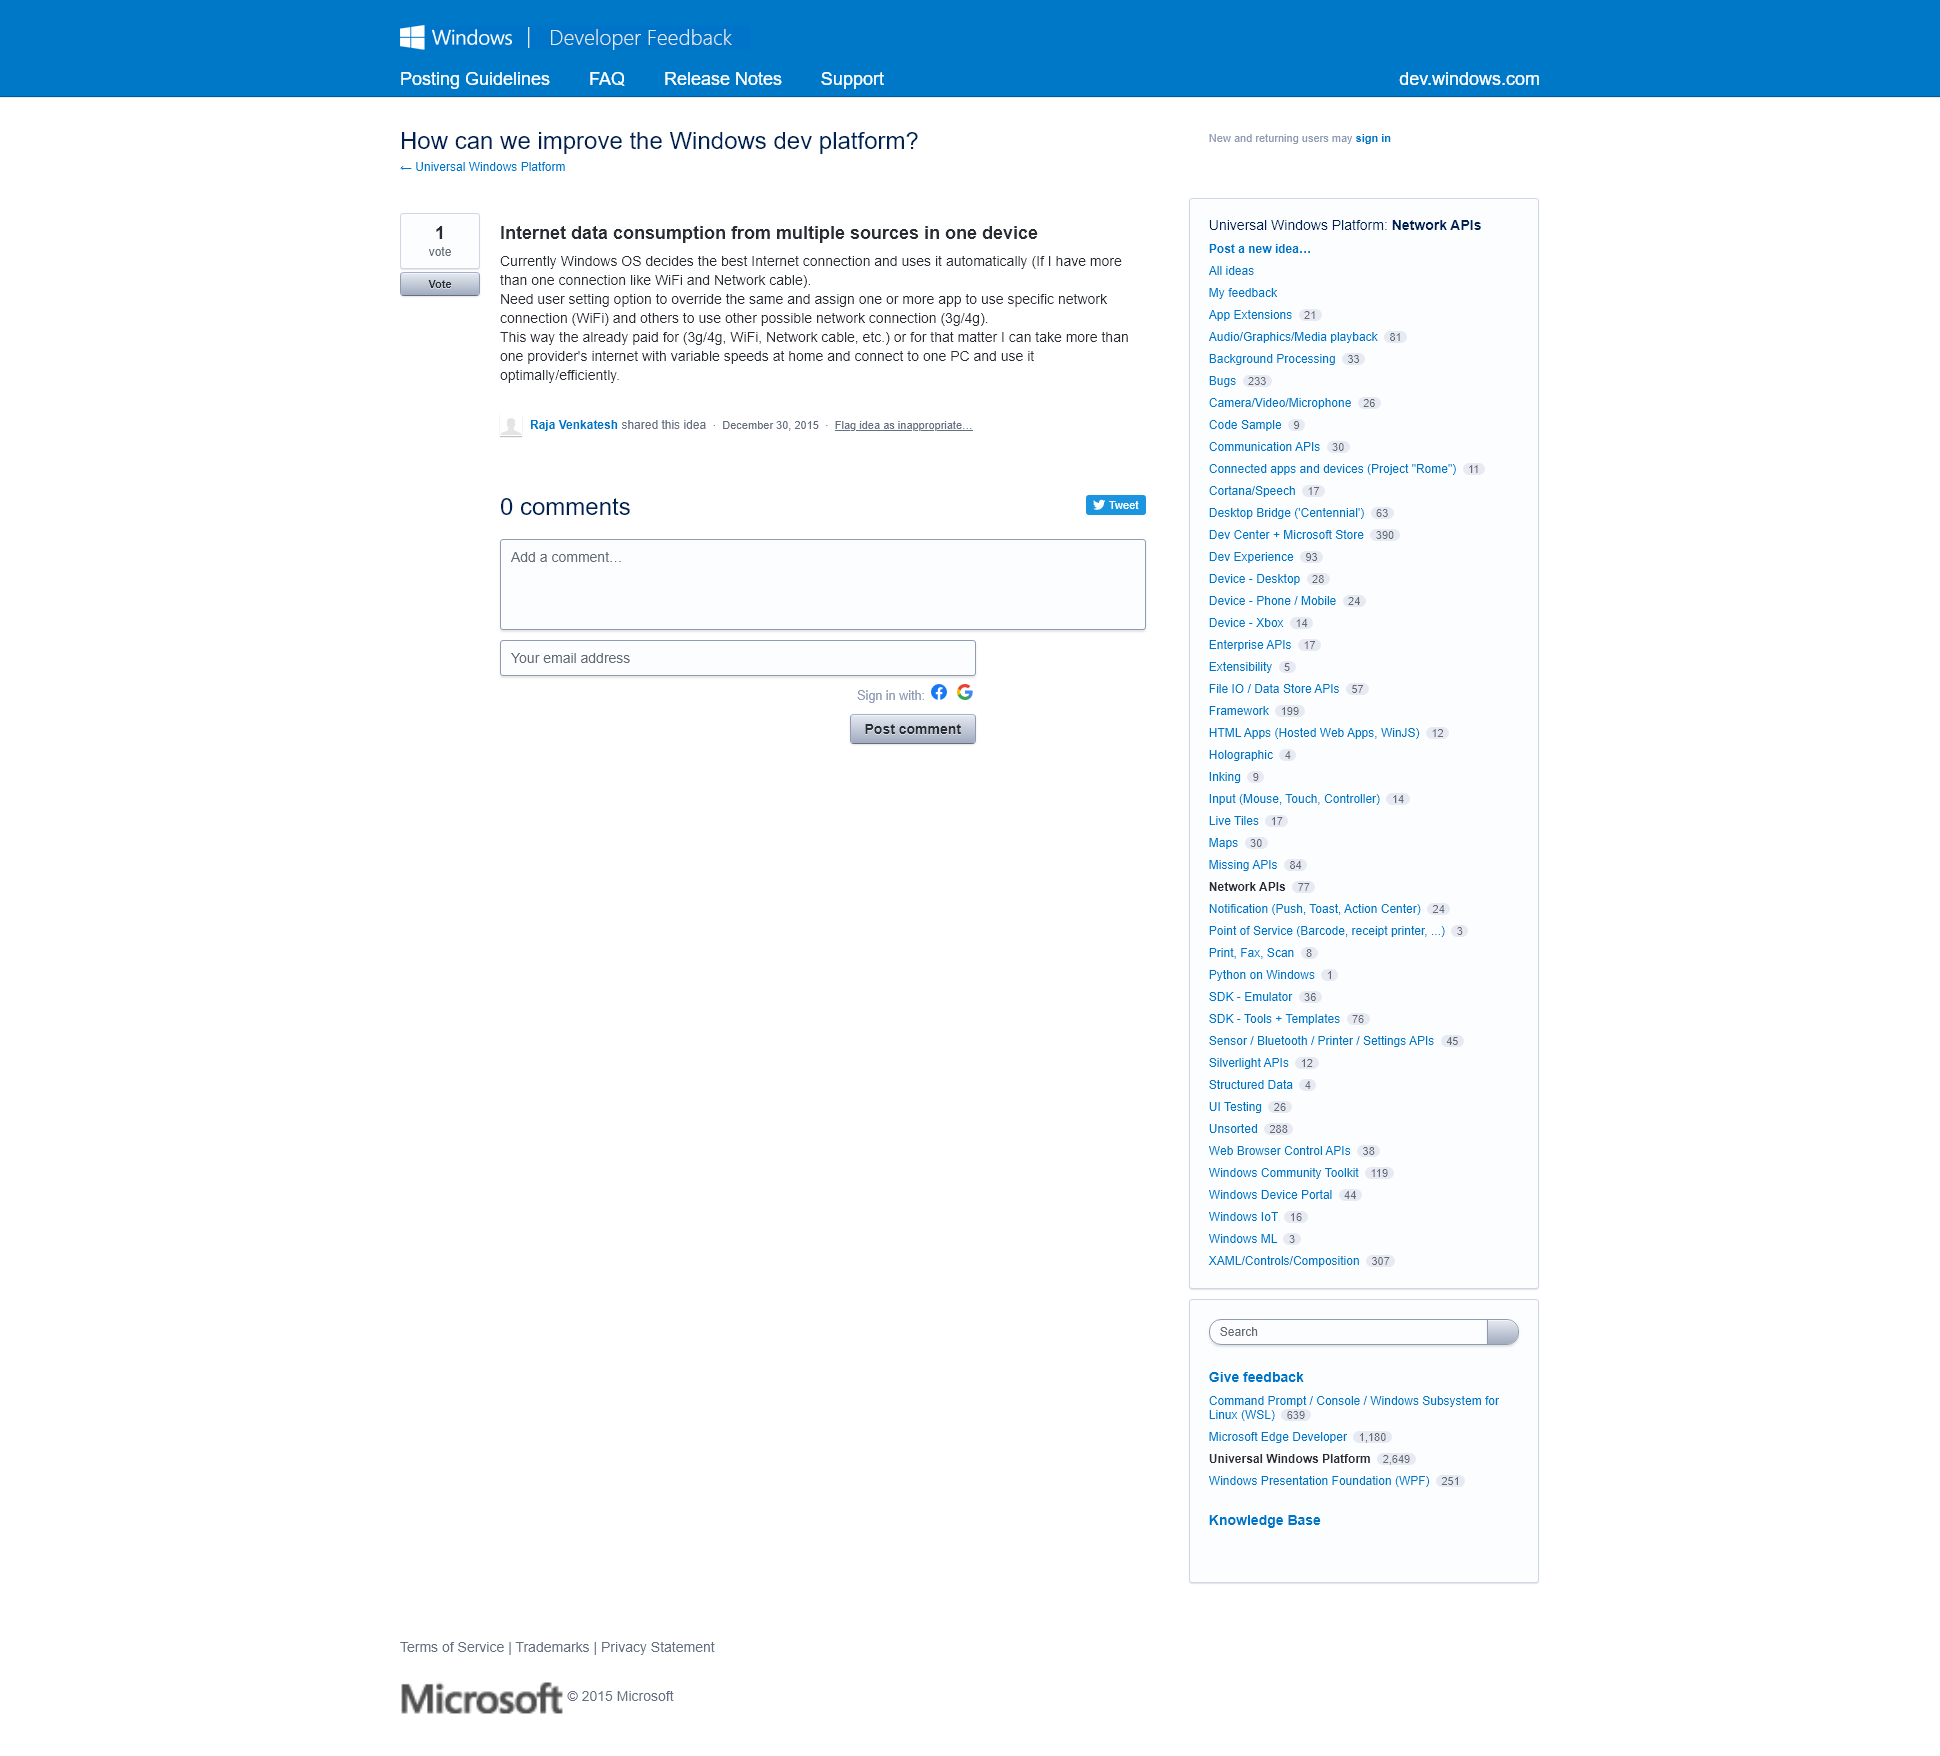 Windows | Developer Feedback
Posting Guidelines FAQ Release Notes Support dev.windows.com
How can we improve the Windows dev platform?
← Universal Windows Platform
New and returning users may sign in
1
vote
Vote
Internet data consumption from multiple sources in one device
Currently Windows OS decides the best Internet connection and uses it automatically (If I have more
than one connection like WiFi and Network cable).
Need user setting option to override the same and assign one or more app to use specific network
connection (WiFi) and others to use other possible network connection (3g/4g).
This way the already paid for (3g/4g, WiFi, Network cable, etc.) or for that matter I can take more than
one provider's internet with variable speeds at home and connect to one PC and use it
optimally/efficiently.
Raja Venkatesh shared this idea · December 30, 2015 · Flag idea as inappropriate…
0 comments
Tweet
Add a comment…
Your email address
Sign in with:
Post comment
Universal Windows Platform: Network APIs
Post a new idea…
All ideas
My feedback
App Extensions 21
Audio/Graphics/Media playback 81
Background Processing 33
Bugs 233
Camera/Video/Microphone 26
Code Sample 9
Communication APIs 30
Connected apps and devices (Project "Rome") 11
Cortana/Speech 17
Desktop Bridge ('Centennial') 63
Dev Center + Microsoft Store 390
Dev Experience 93
Device - Desktop 28
Device - Phone / Mobile 24
Device - Xbox 14
Enterprise APIs 17
Extensibility 5
File IO / Data Store APIs 57
Framework 199
HTML Apps (Hosted Web Apps, WinJS) 12
Holographic 4
Inking 9
Input (Mouse, Touch, Controller) 14
Live Tiles 17
Maps 30
Missing APIs 84
Network APIs 77
Notification (Push, Toast, Action Center) 24
Point of Service (Barcode, receipt printer, ...) 3
Print, Fax, Scan 8
Python on Windows 1
SDK - Emulator 36
SDK - Tools + Templates 76
Sensor / Bluetooth / Printer / Settings APIs 45
Silverlight APIs 12
Structured Data 4
UI Testing 26
Unsorted 288
Web Browser Control APIs 38
Windows Community Toolkit 119
Windows Device Portal 44
Windows IoT 16
Windows ML 3
XAML/Controls/Composition 307
Search
Give feedback
Command Prompt / Console / Windows Subsystem for
Linux (WSL) 639
Microsoft Edge Developer 1,180
Universal Windows Platform 2,649
Windows Presentation Foundation (WPF) 251
Knowledge Base
Terms of Service | Trademarks | Privacy Statement
Microsoft © 2015 Microsoft